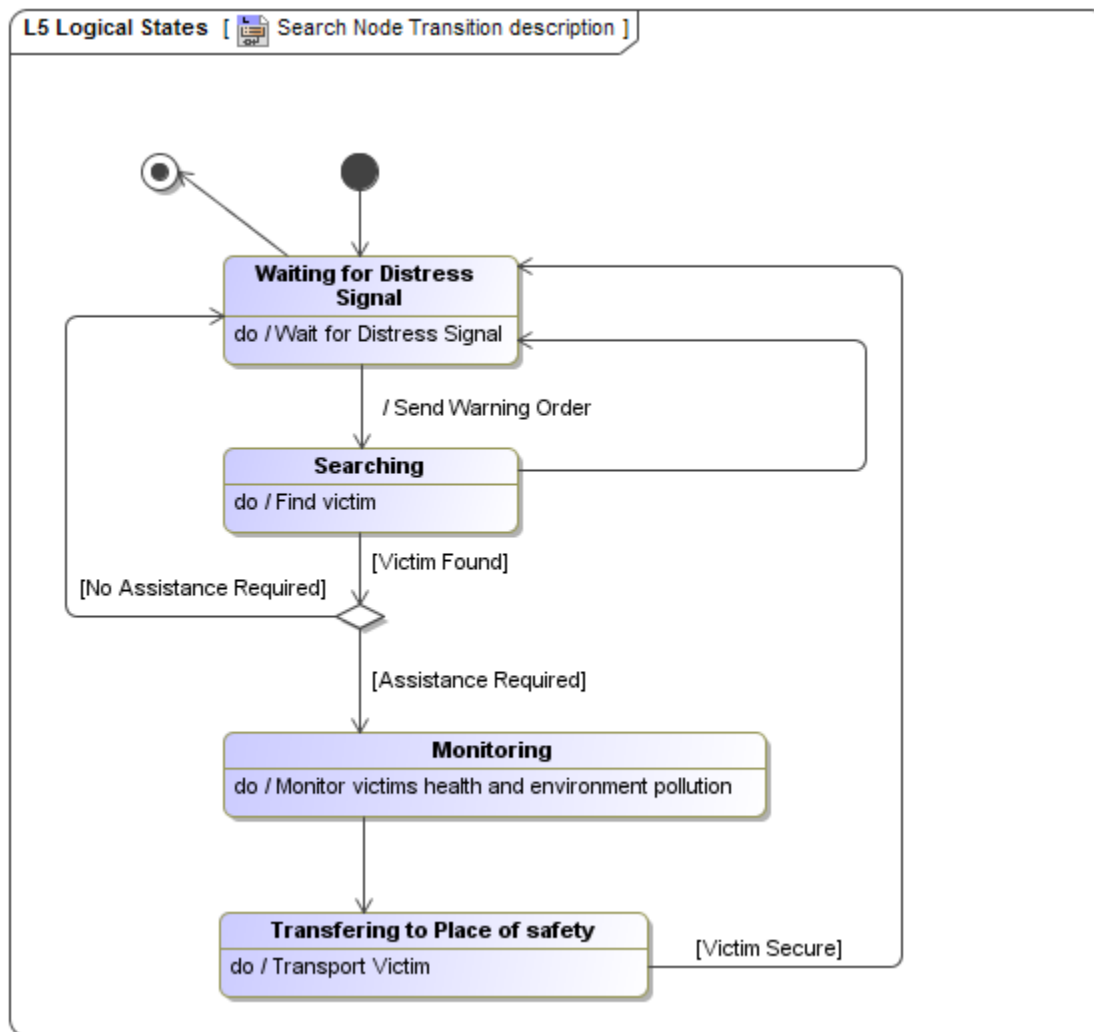 L5 Logical States [ Search Node Transition description ]
Waiting for Distress
Signal
do / Wait for Distress Signal
/ Send Warning Order
Searching
do / Find victim
[Victim Found]
[No Assistance Required]
[Assistance Required]
Monitoring
do / Monitor victims health and environment pollution
Transfering to Place of safety
do / Transport Victim
[Victim Secure]